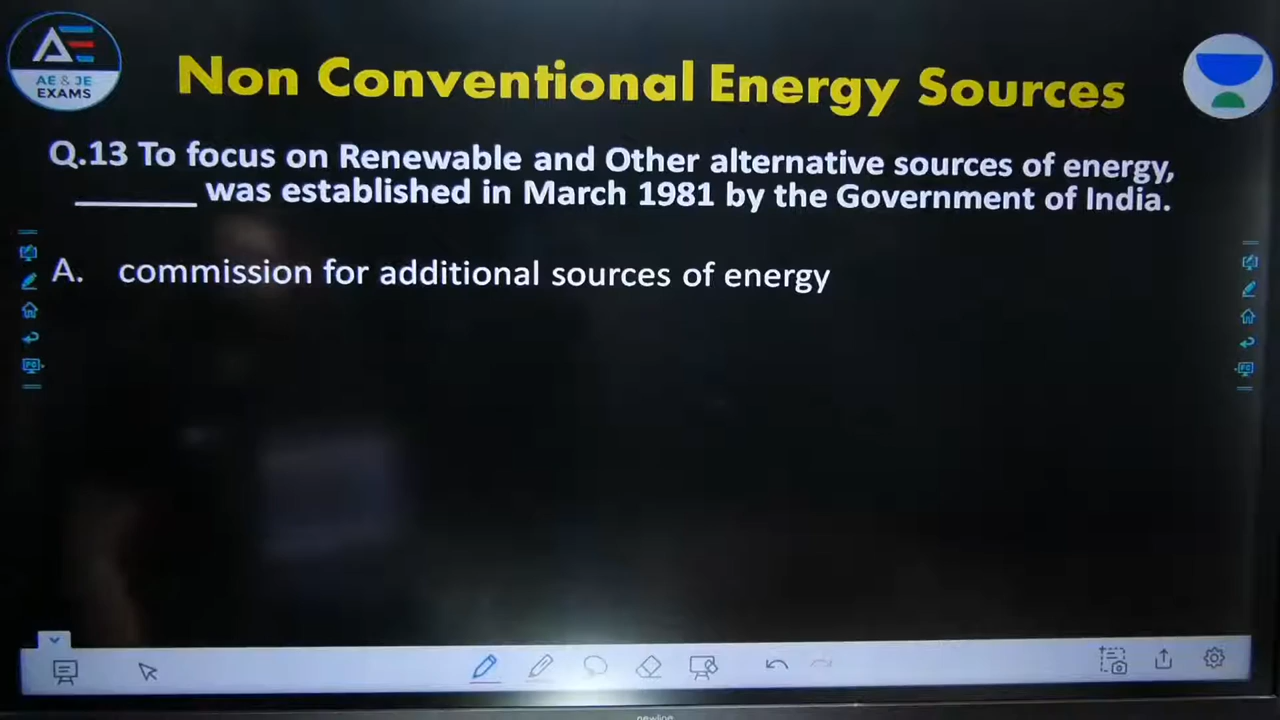 AE & JE
EXAMS
Non Conventional Energy Sources
Q.13 To focus on Renewable and Other alternative sources of energy,
_______ was established in March 1981 by the Government of India.
A. commission for additional sources of energy
newline